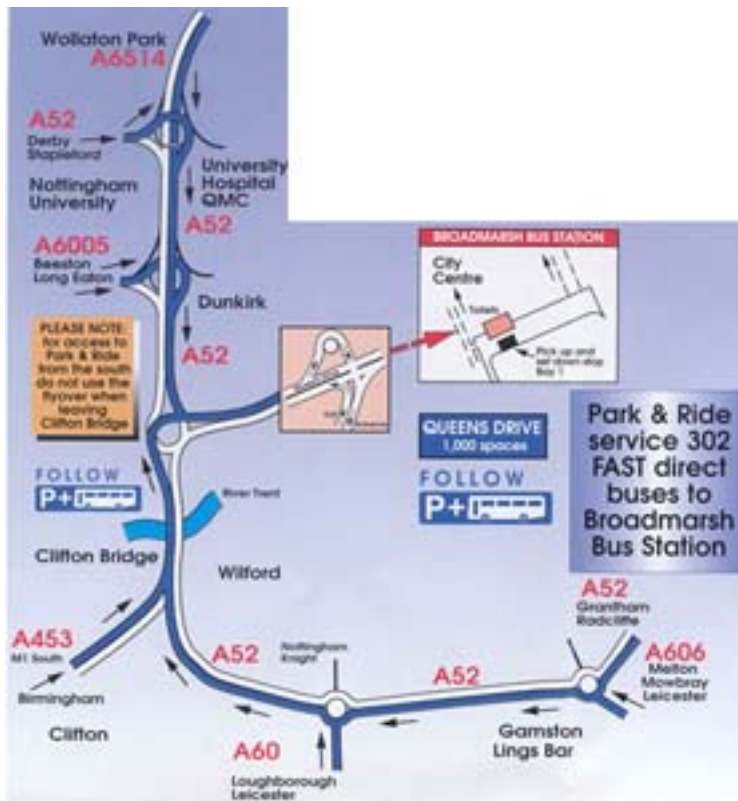 Wollaton Park
A6514
A52
Derby
Stapleford
Nottingham
University
University
Hospital
QMC
A52
A6005
Beeston
Long Eaton
Dunkirk
A52
PLEASE NOTE:
for access to
Park & Ride
from the south
do not use the
flyover when
leaving
Clifton Bridge
BROADMARSH BUS STATION
City
Centre
Toilets
Pick up and
set down stop
Bay 1
QUEENS DRIVE
1,000 spaces
FOLLOW
P+
Park & Ride
service 302
FAST direct
buses to
Broadmarsh
Bus Station
FOLLOW
P+
River Trent
Clifton Bridge
Wilford
A453
M1 South
Birmingham
Clifton
A52
Nottingham
Knight
A52
A52
Grantham
Radcliffe
A606
Melton
Mowbray
Leicester
Gamston
Lings Bar
A60
Loughborough
Leicester